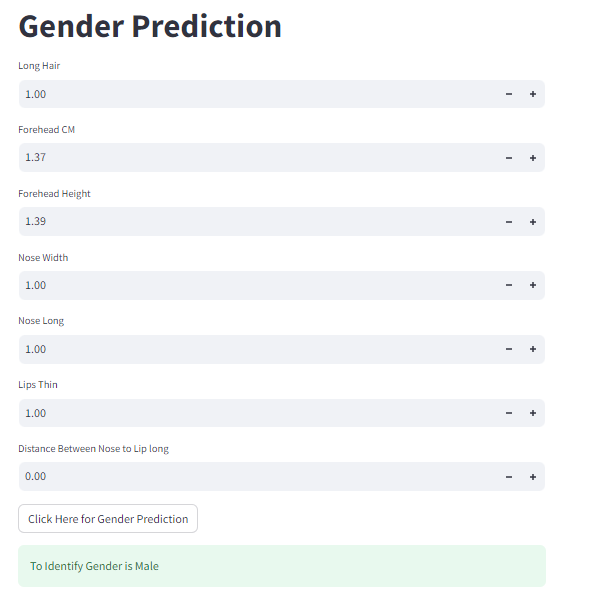 Gender Prediction
Long Hair
1.00
Forehead CM
1.37
Forehead Height
1.39
Nose Width
1.00
Nose Long
1.00
Lips Thin
1.00
Distance Between Nose to Lip long
0.00
Click Here for Gender Prediction
To Identify Gender is Male